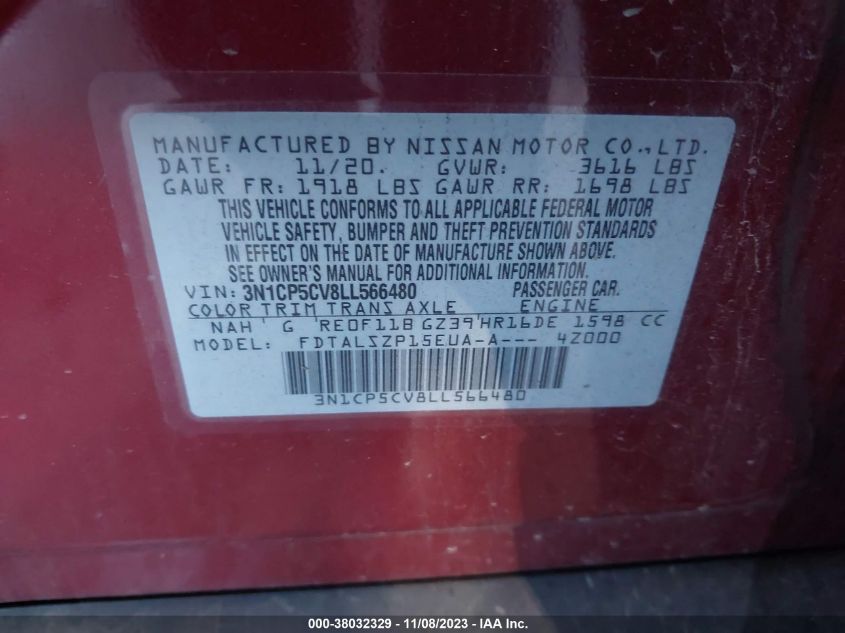 MANUFACTURED BY NISSAN MOTOR CO., LTD.
DATE: 11/20. GVWR: 3616 LBS
GAWR FR: 1918 LBS GAWR RR: 1698 LBS
THIS VEHICLE CONFORMS TO ALL APPLICABLE FEDERAL MOTOR
VEHICLE SAFETY, BUMPER AND THEFT PREVENTION STANDARDS
IN EFFECT ON THE DATE OF MANUFACTURE SHOWN ABOVE.
SEE OWNER'S MANUAL FOR ADDITIONAL INFORMATION.
VIN: 3N1CP5CV8LL566480 PASSENGER CAR.
COLOR TRIM TRANS AXLE ENGINE
NAH G RE0F11B GZ39 HR16DE 1598 CC
MODEL: FDTALSZP15EUA-A--- 4Z000
3N1CP5CV8LL566480
000-38032329 - 11/08/2023 - IAA Inc.